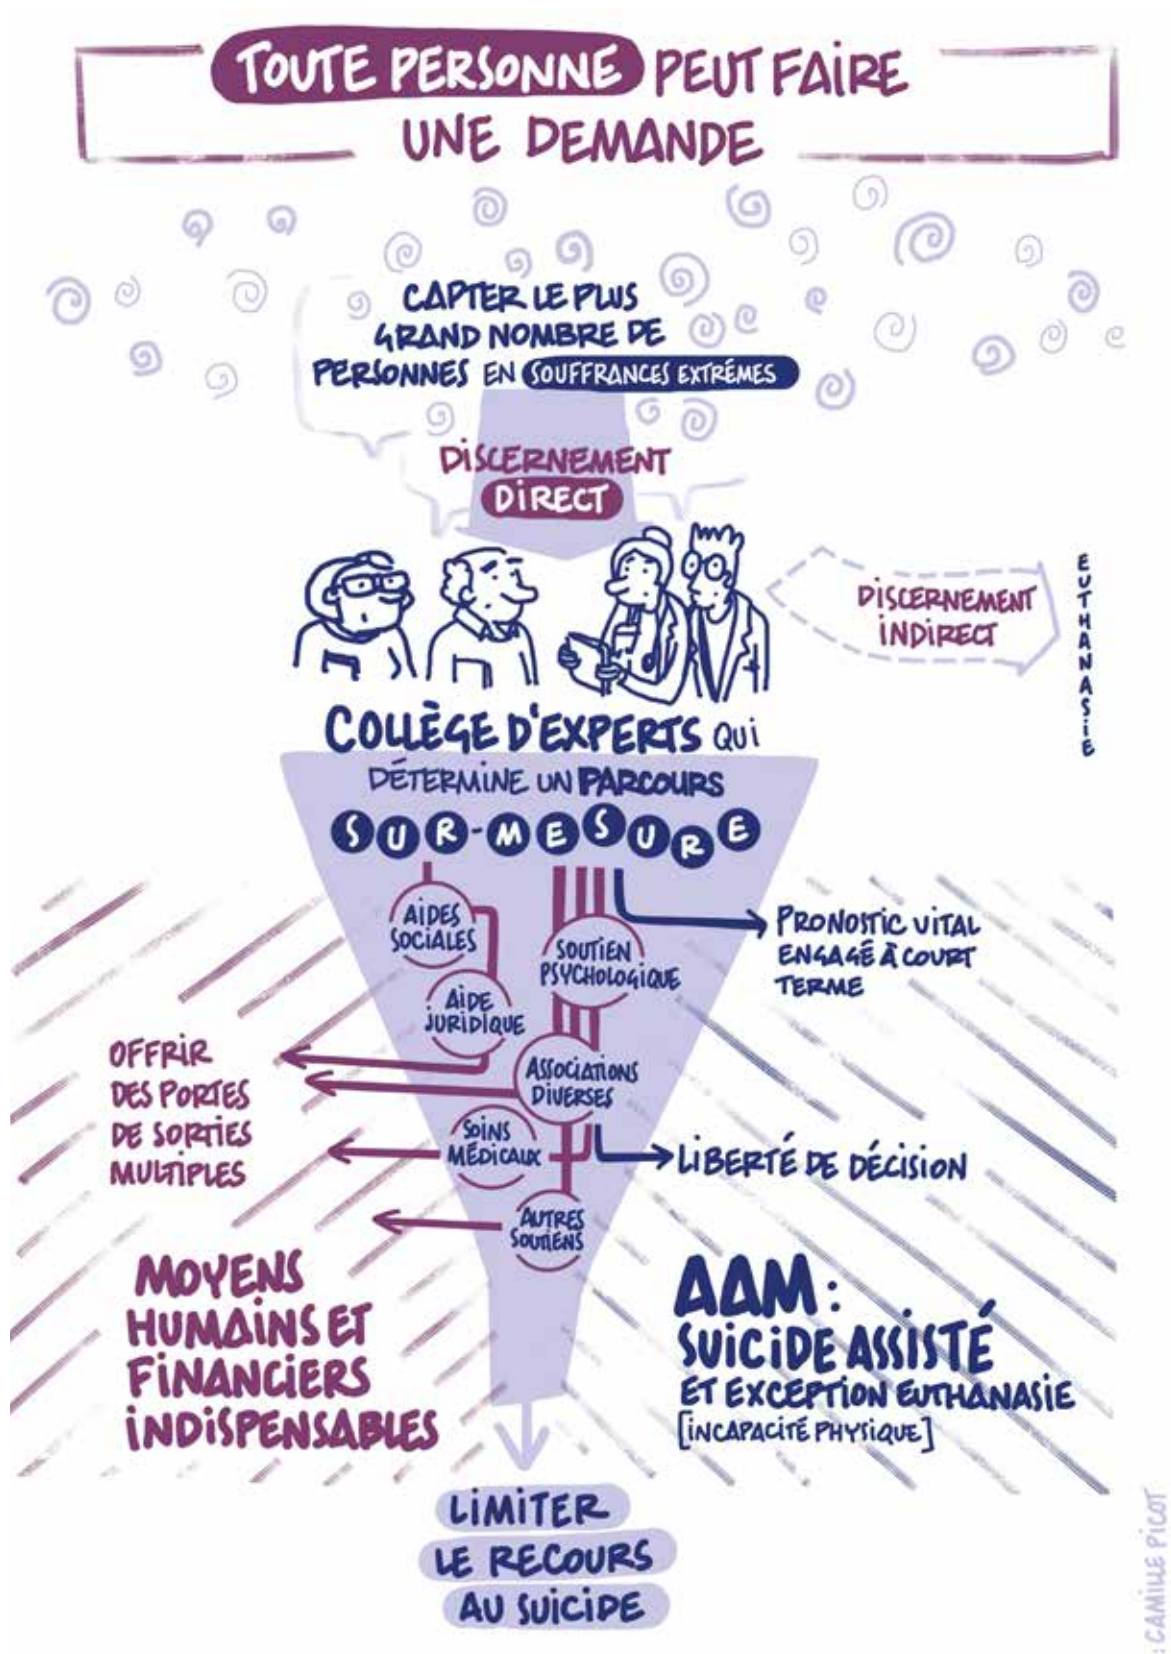 TOUTE PERSONNE PEUT FAIRE
UNE DEMANDE
CAPTER LE PLUS
GRAND NOMBRE DE
PERSONNES EN SOUFFRANCES EXTRÊMES
DISCERNEMENT
DIRECT
DISCERNEMENT
INDIRECT
EUTHANASIE
COLLÈGE D'EXPERTS QUI
DÉTERMINE UN PARCOURS
SUR-MESURE
AIDES
SOCIALES
SOUTIEN
PSYCHOLOGIQUE
PRONOSTIC VITAL
ENGAGÉ À COURT
TERME
AIDE
JURIDIQUE
OFFRIR
DES PORTES
DE SORTIES
MULTIPLES
ASSOCIATIONS
DIVERSES
SOINS
MÉDICAUX
LIBERTÉ DE DÉCISION
AUTRES
SOUTIENS
MOYENS
HUMAINS ET
FINANCIERS
INDISPENSABLES
AAM :
SUICIDE ASSISTÉ
ET EXCEPTION EUTHANASIE
[INCAPACITÉ PHYSIQUE]
LIMITER
LE RECOURS
AU SUICIDE
: CAMILLE PICOT